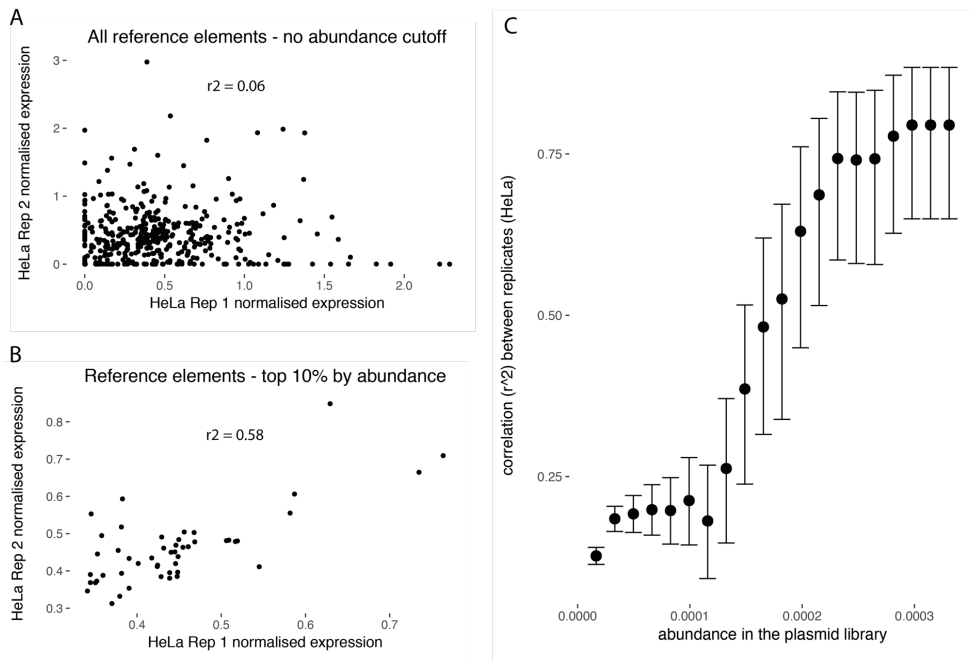 A
All reference elements - no abundance cutoff
r2 = 0.06
HeLa Rep 2 normalised expression
3
2
1
0
0.0 0.5 1.0 1.5 2.0
HeLa Rep 1 normalised expression
B
Reference elements - top 10% by abundance
r2 = 0.58
HeLa Rep 2 normalised expression
0.8
0.7
0.6
0.5
0.4
0.3
0.4 0.5 0.6 0.7
HeLa Rep 1 normalised expression
C
correlation (r^2) between replicates (HeLa)
0.75
0.50
0.25
0.0000 0.0001 0.0002 0.0003
abundance in the plasmid library